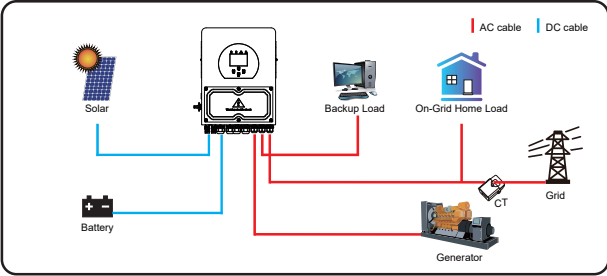 AC cable
DC cable
Solar
Backup Load
On-Grid Home Load
CT
Grid
Battery
+ -
Generator